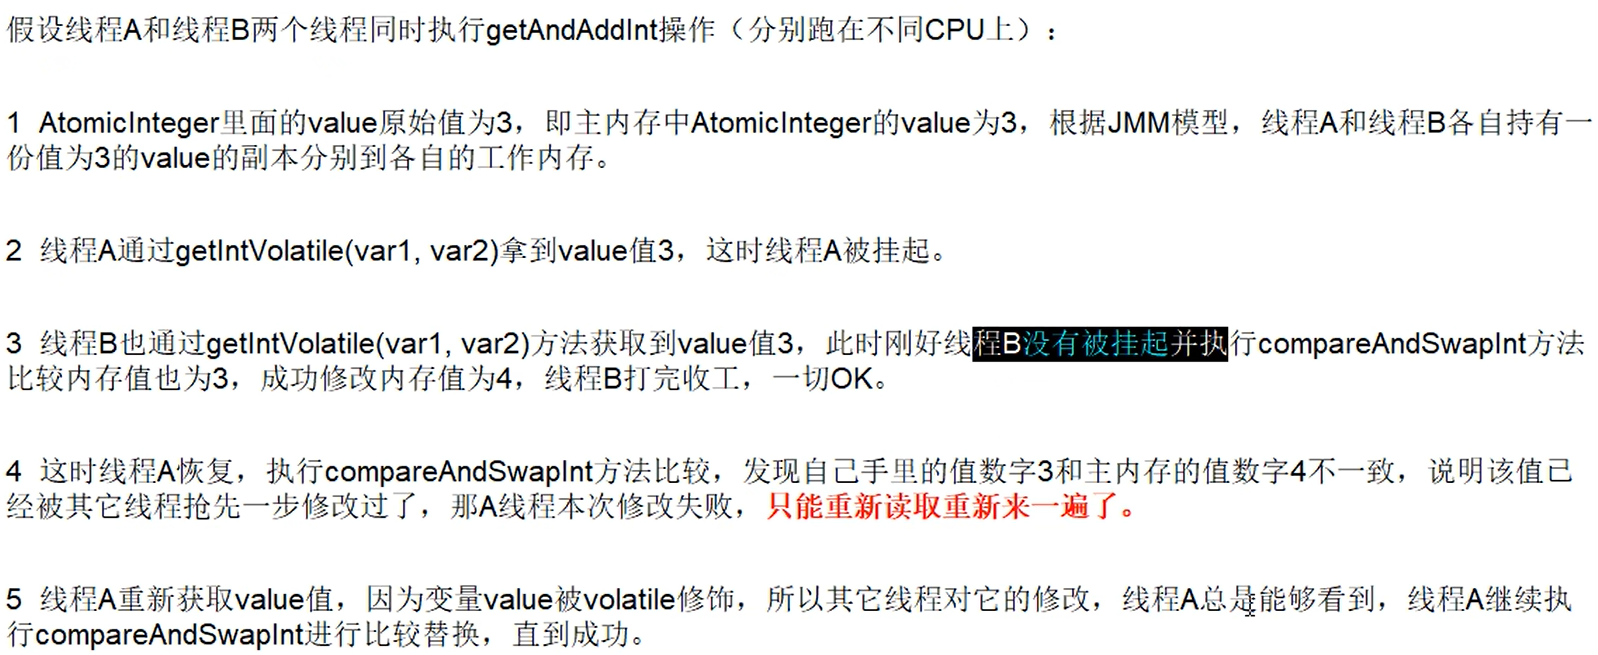 假设线程A和线程B两个线程同时执行getAndAddInt操作（分别跑在不同CPU上）：
1 AtomicInteger里面的value原始值为3，即主内存中AtomicInteger的value为3，根据JMM模型，线程A和线程B各自持有一
份值为3的value的副本分别到各自的工作内存。
2 线程A通过getIntVolatile(var1, var2)拿到value值3，这时线程A被挂起。
3 线程B也通过getIntVolatile(var1, var2)方法获取到value值3，此时刚好线程B没有被挂起并执行compareAndSwapInt方法
比较内存值也为3，成功修改内存值为4，线程B打完收工，一切OK。
4 这时线程A恢复，执行compareAndSwapInt方法比较，发现自己手里的值数字3和主内存的值数字4不一致，说明该值已
经被其它线程抢先一步修改过了，那A线程本次修改失败，只能重新读取重新来一遍了。
5 线程A重新获取value值，因为变量value被volatile修饰，所以其它线程对它的修改，线程A总是能够看到，线程A继续执
行compareAndSwapInt进行比较替换，直到成功。